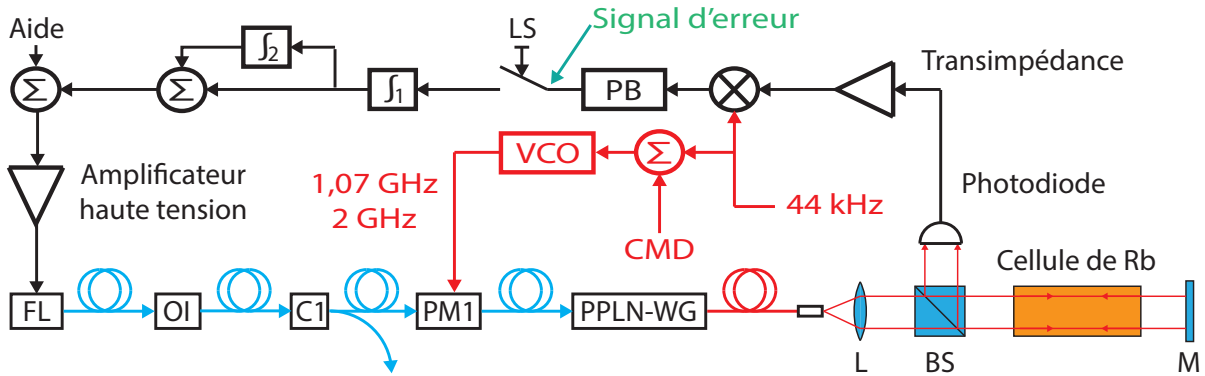 Aide
LS
Signal d'erreur
Σ
Σ
∫2
∫1
PB
Transimpédance
VCO
Σ
Amplificateur
haute tension
1,07 GHz
2 GHz
CMD
44 kHz
Photodiode
Cellule de Rb
FL
OI
C1
PM1
PPLN-WG
L
BS
M